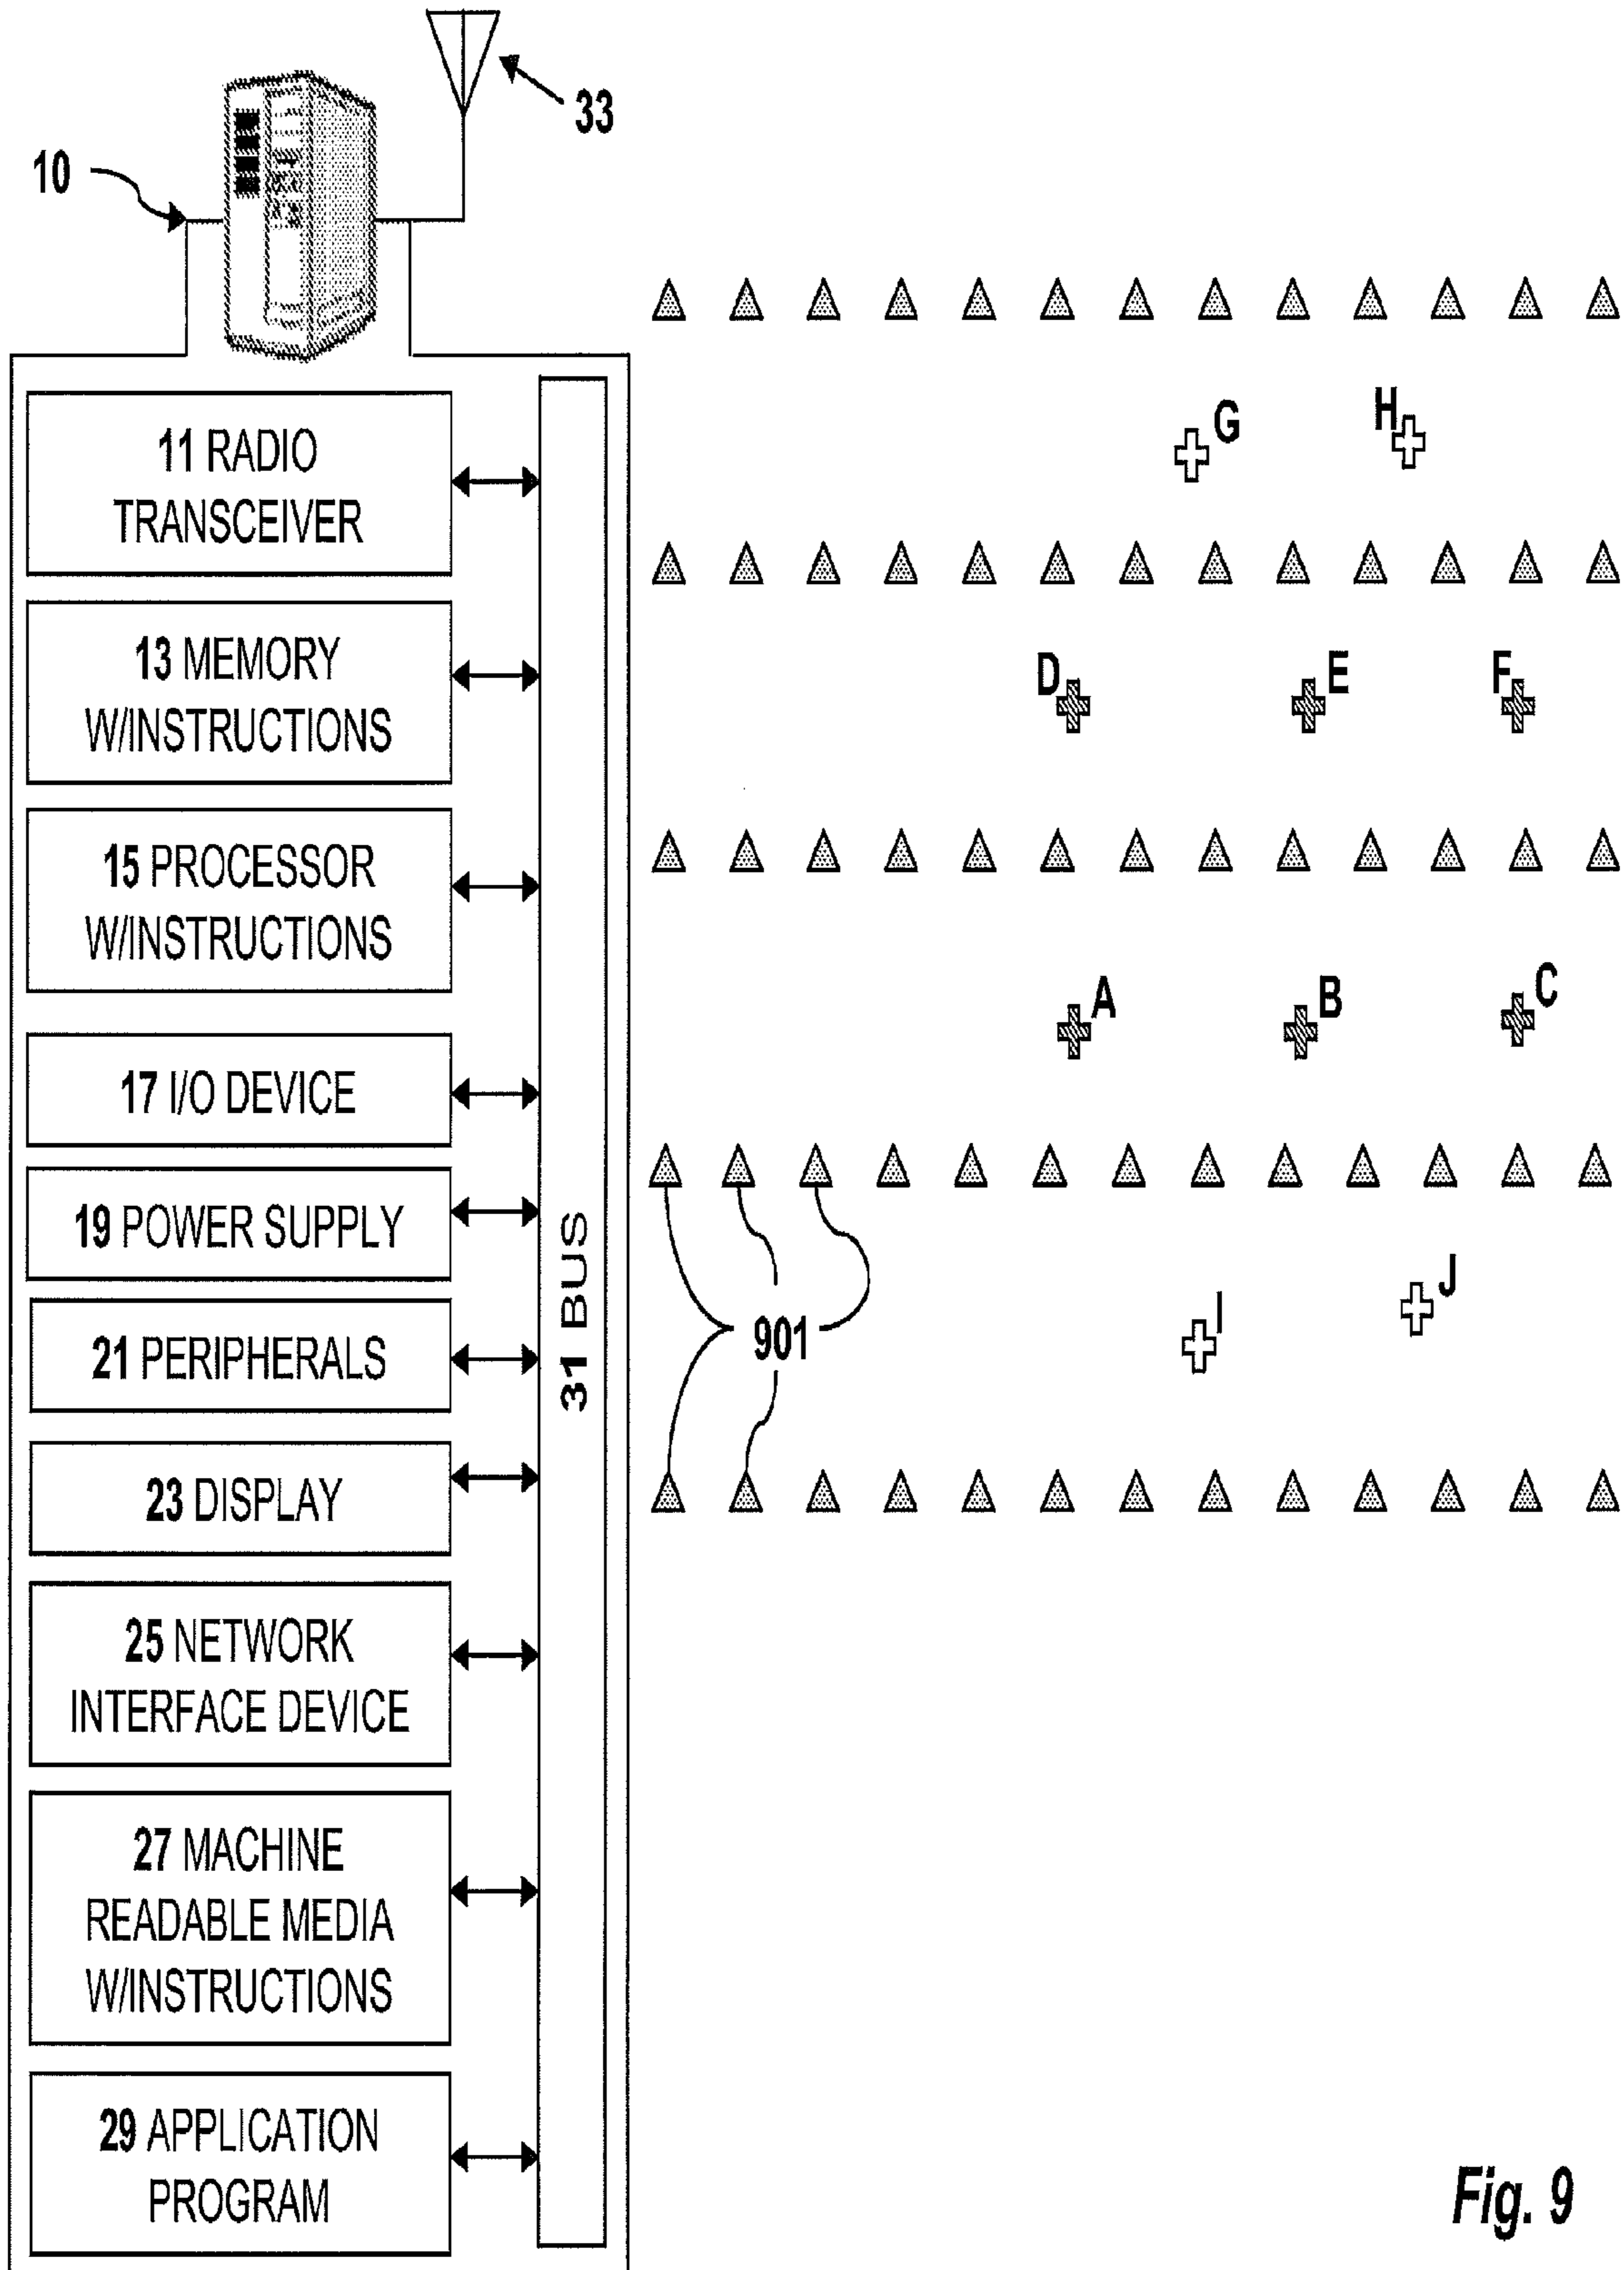 33
10
11 RADIO
TRANSCEIVER
13 MEMORY
W/INSTRUCTIONS
15 PROCESSOR
W/INSTRUCTIONS
17 I/O DEVICE
19 POWER SUPPLY
21 PERIPHERALS
23 DISPLAY
25 NETWORK
INTERFACE DEVICE
27 MACHINE
READABLE MEDIA
W/INSTRUCTIONS
29 APPLICATION
PROGRAM
31 BUS
G
H
D
E
F
A
B
C
901
I
J
Fig. 9